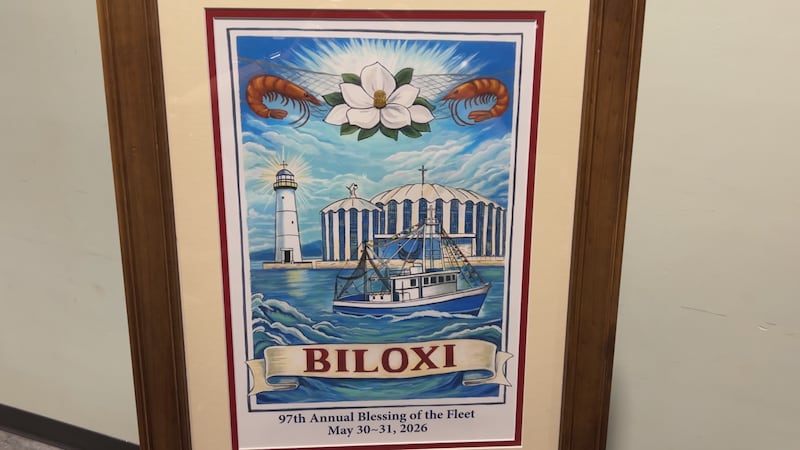 BILOXI
97th Annual Blessing of the Fleet
May 30~31, 2026